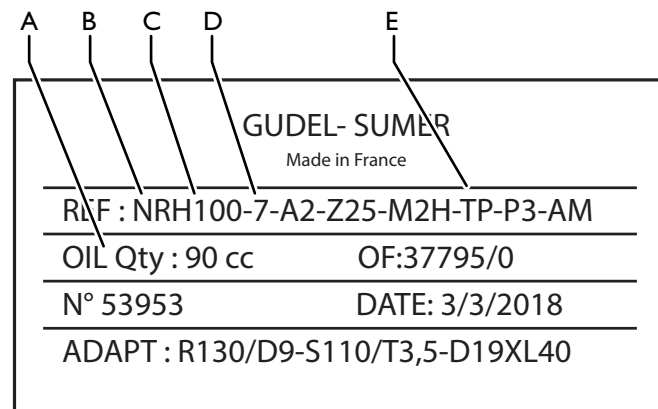 A B C D E
GUDEL- SUMER
Made in France
REF : NRH100-7-A2-Z25-M2H-TP-P3-AM
OIL Qty : 90 cc OF:37795/0
N° 53953 DATE: 3/3/2018
ADAPT : R130/D9-S110/T3,5-D19XL40